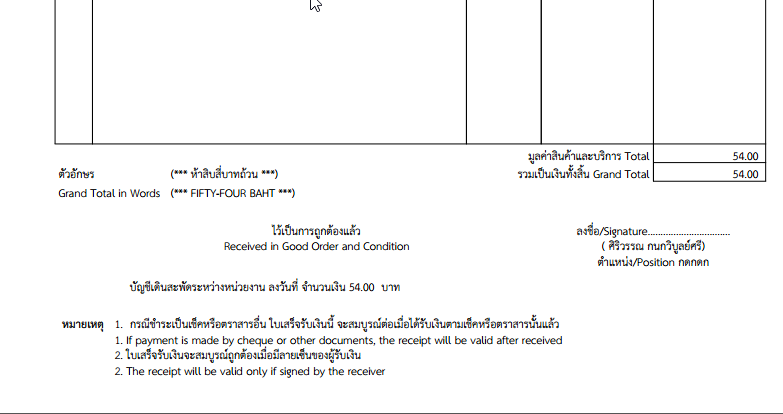 มูลค่าสินค้าและบริการ Total 54.00
ตัวอักษร (*** ห้าสิบสี่บาทถ้วน ***) รวมเป็นเงินทั้งสิ้น Grand Total 54.00
Grand Total in Words (*** FIFTY-FOUR BAHT ***)
ไว้เป็นการถูกต้องแล้ว ลงชื่อ/Signature...............................
Received in Good Order and Condition ( ศิริวรรณ กนกวิบูลย์ศรี)
ตำแหน่ง/Position กดกดก
บัญชีเดินสะพัดระหว่างหน่วยงาน ลงวันที่ จำนวนเงิน 54.00 บาท
หมายเหตุ 1. กรณีชำระเป็นเช็คหรือตราสารอื่น ใบเสร็จรับเงินนี้ จะสมบูรณ์ต่อเมื่อได้รับเงินตามเช็คหรือตราสารนั้นแล้ว
1. If payment is made by cheque or other documents, the receipt will be valid after received
2. ใบเสร็จรับเงินจะสมบูรณ์ถูกต้องเมื่อมีลายเซ็นของผู้รับเงิน
2. The receipt will be valid only if signed by the receiver